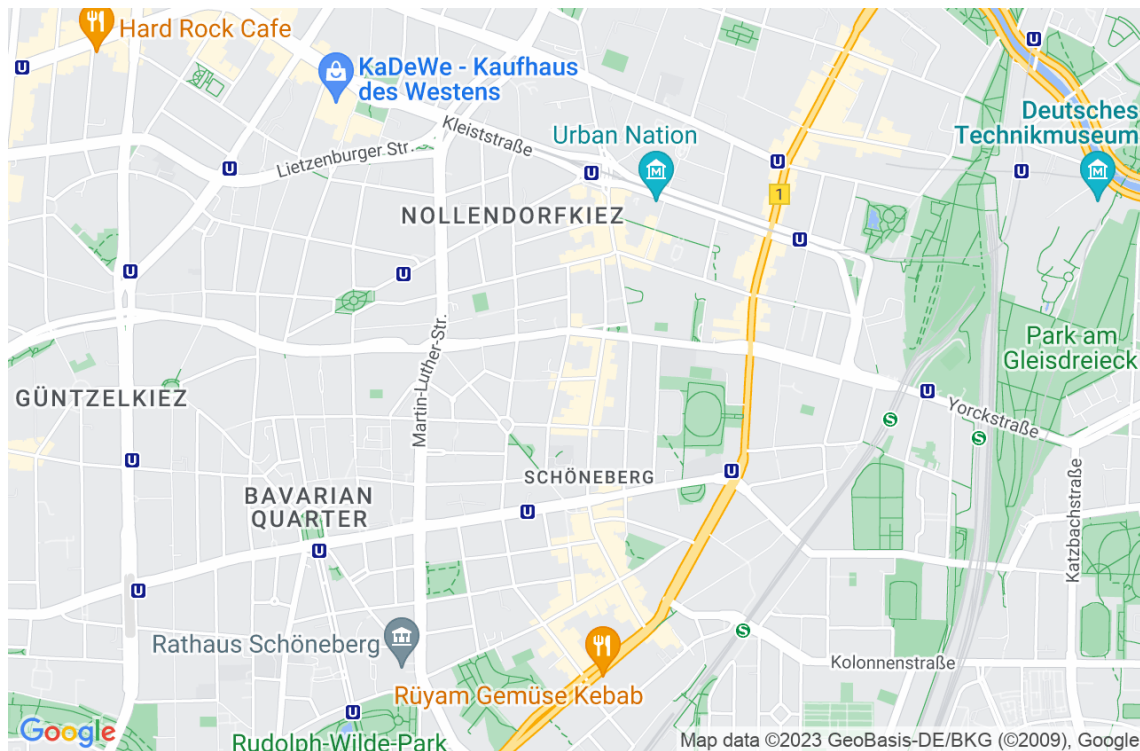 Hard Rock Cafe
U
U
KaDeWe - Kaufhaus
des Westens
Kleiststraße
Urban Nation
Deutsches
Technikmuseum
Lietzenburger Str.
U
U
U
U
M
M
1
NOLLENDORFKIEZ
U
U
U
Martin-Luther-Str.
Park am
Gleisdreieck
GÜNTZELKIEZ
U
Yorckstraße
S
S
U
U
SCHÖNEBERG
BAVARIAN
QUARTER
U
U
Katzbachstraße
U
Rathaus Schöneberg
S
Kolonnenstraße
Rüyam Gemüse Kebab
U
Rudolph-Wilde-Park
Google
Map data ©2023 GeoBasis-DE/BKG (©2009), Google